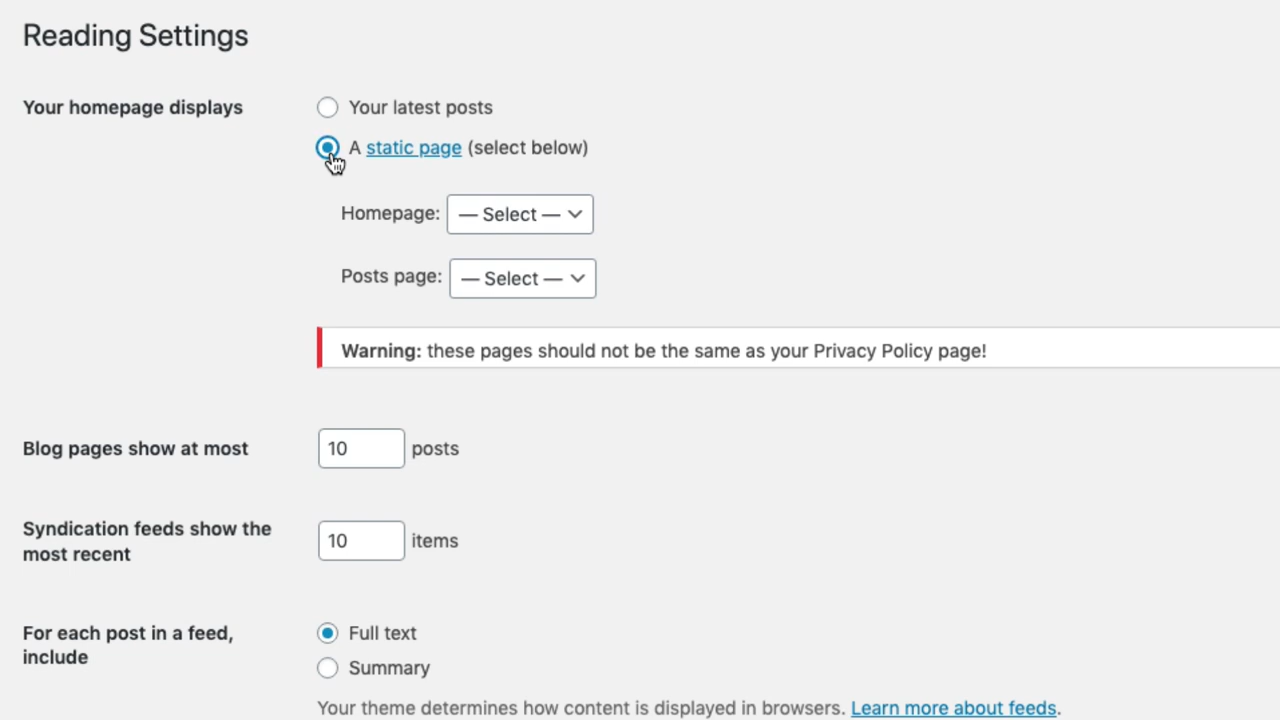 Reading Settings
Your homepage displays
Your latest posts
A static page (select below)
Homepage: — Select —
Posts page: — Select —
Warning: these pages should not be the same as your Privacy Policy page!
Blog pages show at most
10 posts
Syndication feeds show the
most recent
10 items
For each post in a feed,
include
Full text
Summary
Your theme determines how content is displayed in browsers. Learn more about feeds.